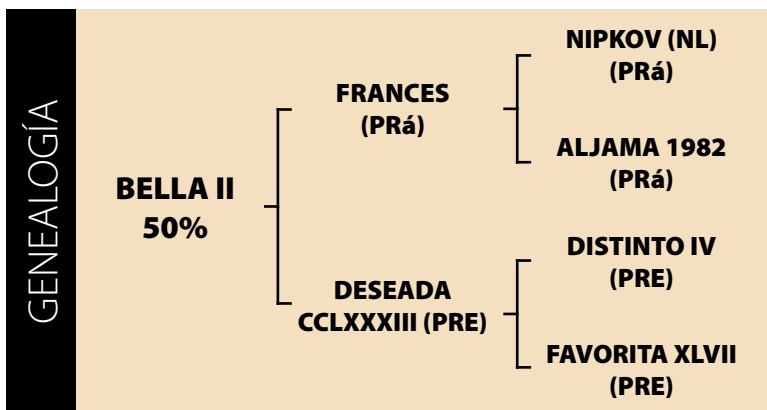 GENEALOGÍA
BELLA II
50%
FRANCES
(PRá)
DESEADA
CCLXXXIII (PRE)
NIPKOV (NL)
(PRá)
ALJAMA 1982
(PRá)
DISTINTO IV
(PRE)
FAVORITA XLVII
(PRE)